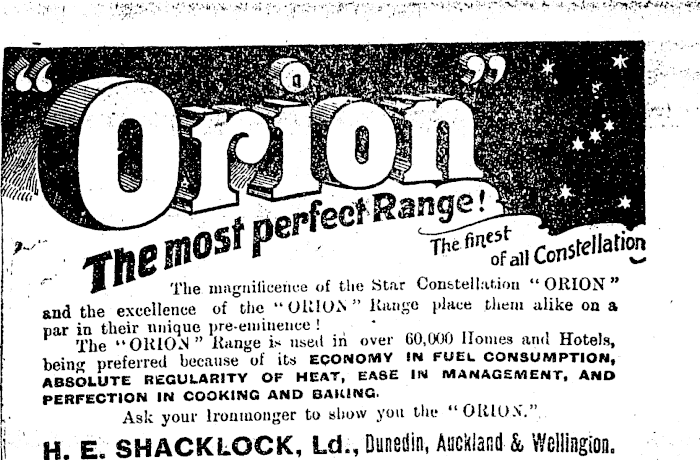 "Orion"
The most perfect Range!
The finest
of all Constellation
The magnificence of the Star Constellation "ORION"
and the excellence of the "ORION" Range place them alike on a
par in their unique pre-eminence!
The "ORION" Range is used in over 60,000 Homes and Hotels,
being preferred because of its ECONOMY IN FUEL CONSUMPTION,
ABSOLUTE REGULARITY OF HEAT, EASE IN MANAGEMENT, AND
PERFECTION IN COOKING AND BAKING.
Ask your Ironmonger to show you the "ORION."
H. E. SHACKLOCK, Ld., Dunedin, Auckland & Wellington.